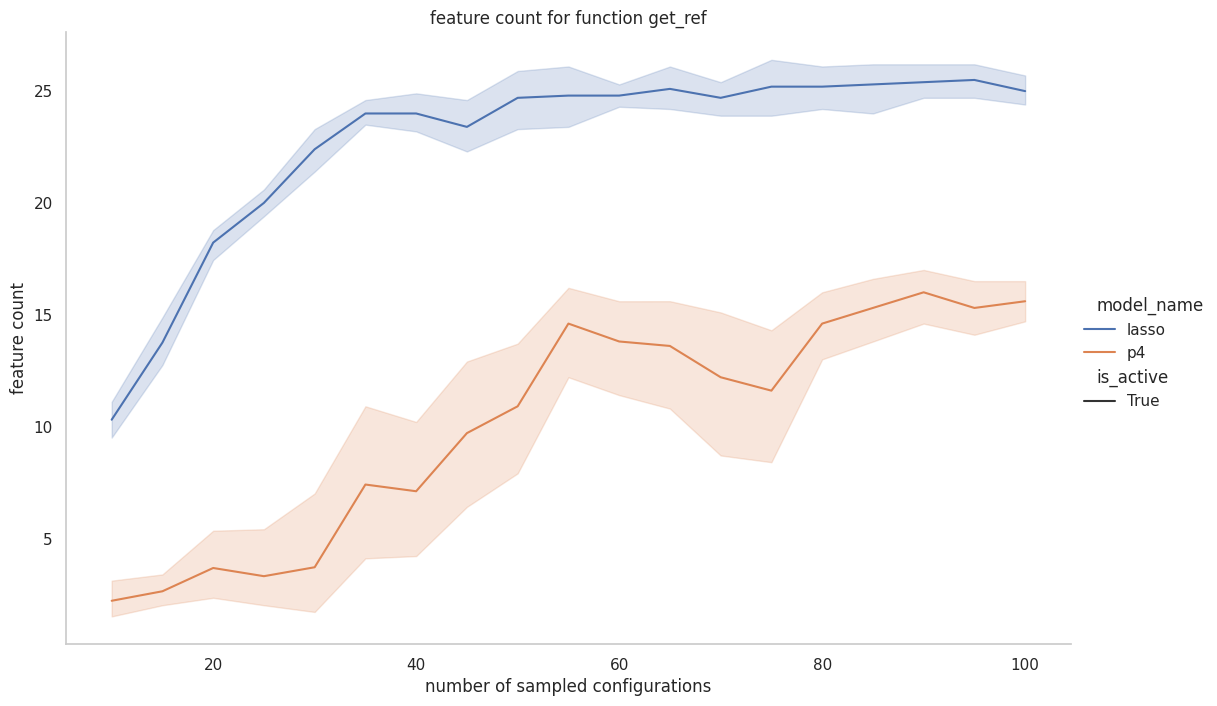 feature count for function get_ref
25
20
15
10
5
feature count
20
40
60
80
100
number of sampled configurations
model_name
lasso
p4
is_active
True